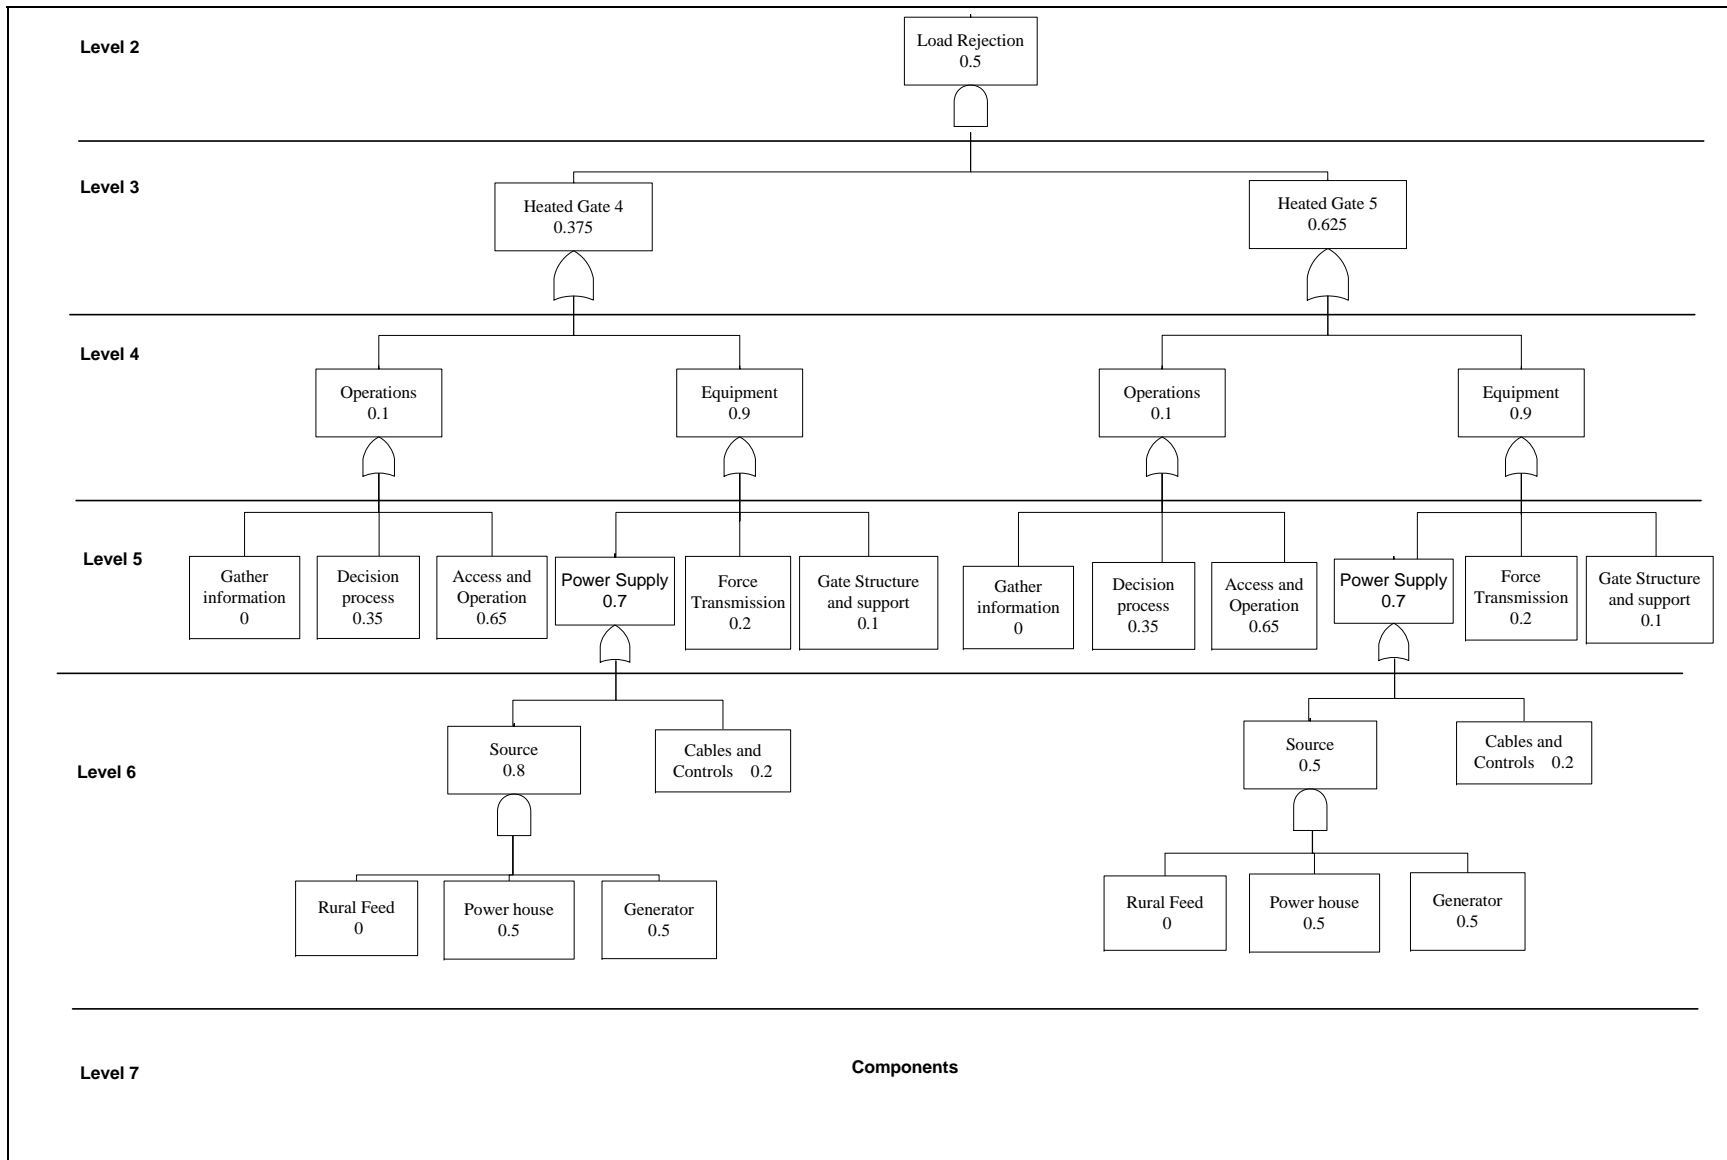 Level 2
Load Rejection
0.5
Level 3
Heated Gate 4
0.375
Heated Gate 5
0.625
Level 4
Operations
0.1
Equipment
0.9
Operations
0.1
Equipment
0.9
Level 5
Gather
information
0
Decision
process
0.35
Access and
Operation
0.65
Power Supply
0.7
Force
Transmission
0.2
Gate Structure
and support
0.1
Gather
information
0
Decision
process
0.35
Access and
Operation
0.65
Power Supply
0.7
Force
Transmission
0.2
Gate Structure
and support
0.1
Level 6
Source
0.8
Cables and
Controls 0.2
Source
0.5
Cables and
Controls 0.2
Rural Feed
0
Power house
0.5
Generator
0.5
Rural Feed
0
Power house
0.5
Generator
0.5
Level 7
Components